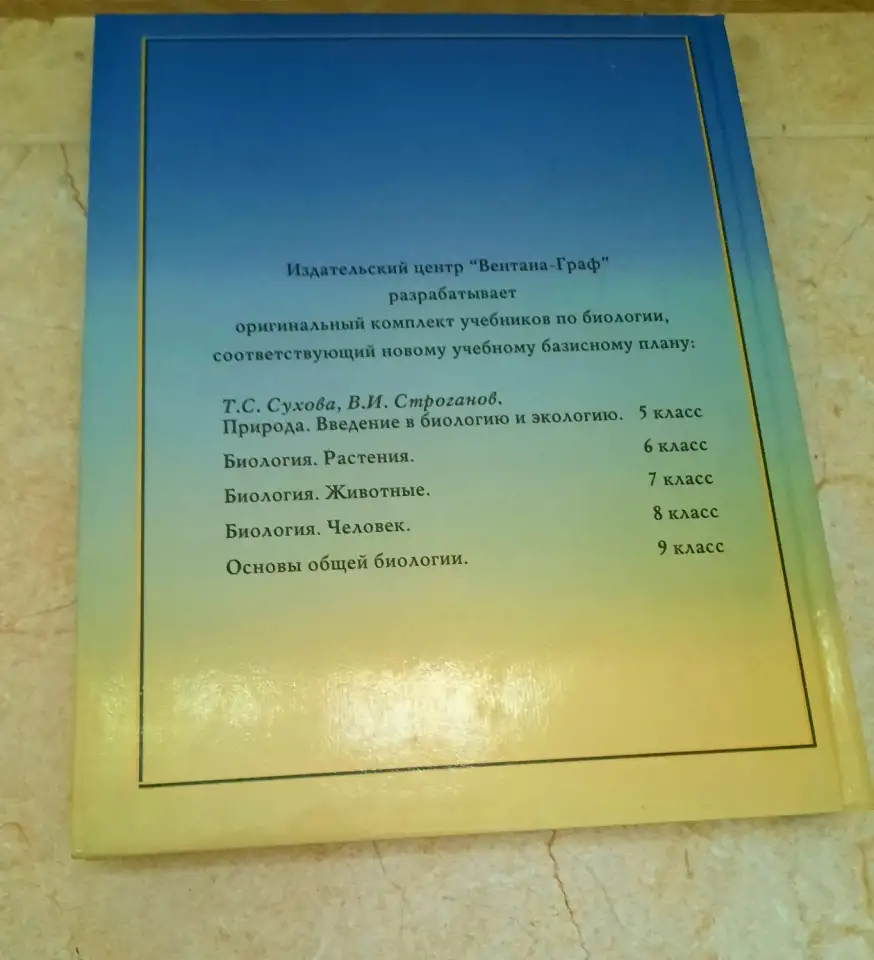 Издательский центр "Вентана-Граф"
разрабатывает
оригинальный комплект учебников по биологии,
соответствующий новому учебному базисному плану:
Т.С. Сухова, В.И. Строганов.
Природа. Введение в биологию и экологию. 5 класс
Биология. Растения. 6 класс
Биология. Животные. 7 класс
Биология. Человек. 8 класс
Основы общей биологии. 9 класс